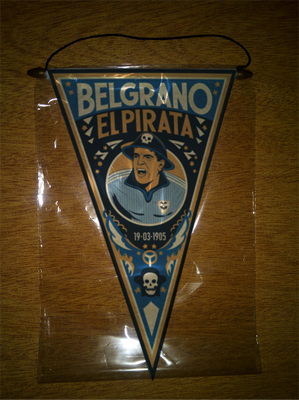 BELGRANO
EL PIRATA
19-03-1905